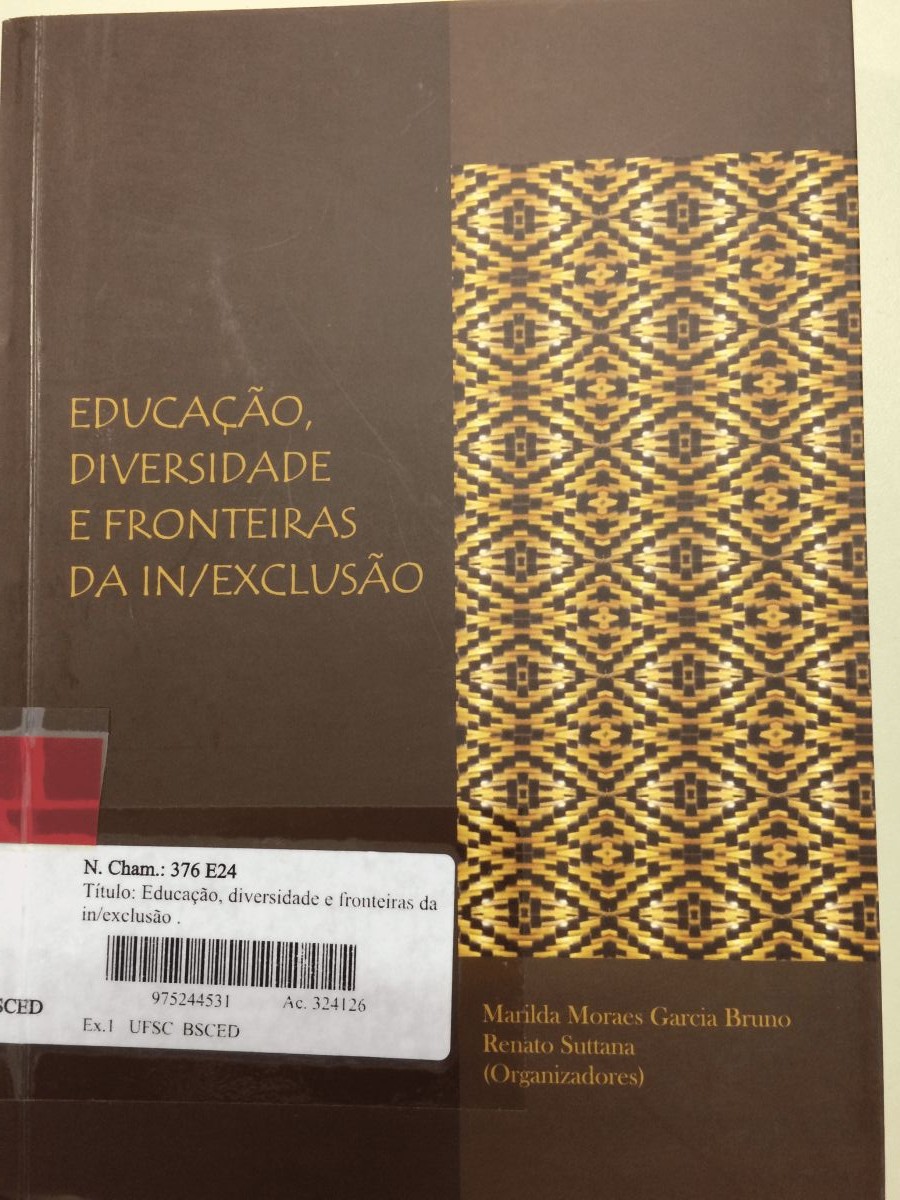 EDUCAÇÃO,
DIVERSIDADE
E FRONTEIRAS
DA IN/EXCLUSÃO
N. Cham.: 376 E24
Título: Educação, diversidade e fronteiras da
in/exclusão .
975244531 Ac. 324126
Ex.1 UFSC BSCED
SCED
Marilda Moraes Garcia Bruno
Renato Suttana
(Organizadores)